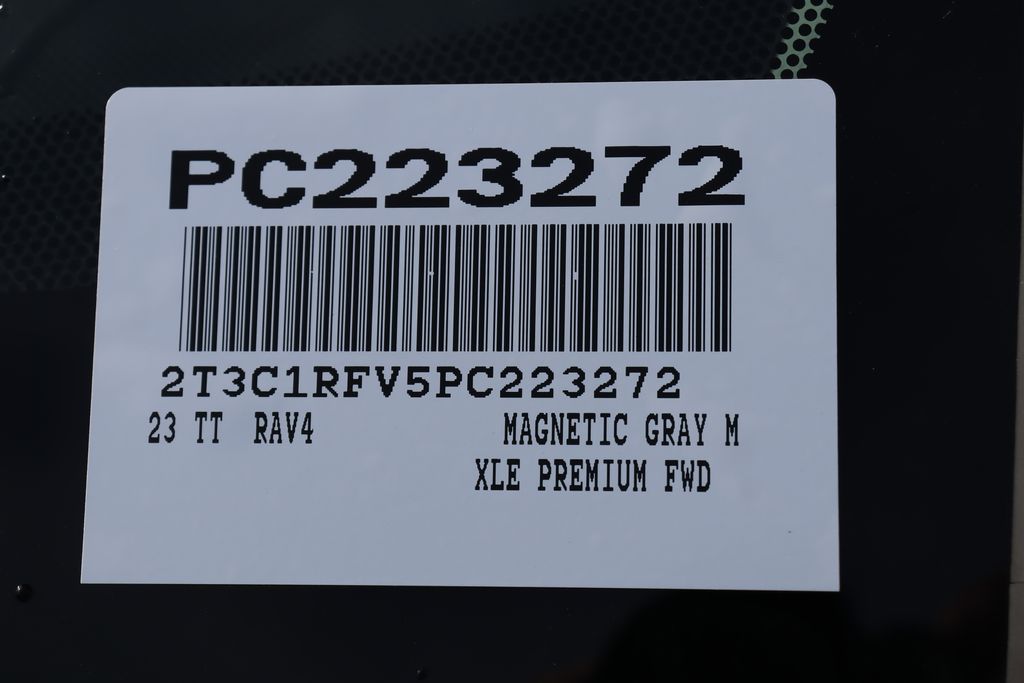 PC223272
2T3C1RFV5PC223272
23 TT RAV4 MAGNETIC GRAY M
XLE PREMIUM FWD